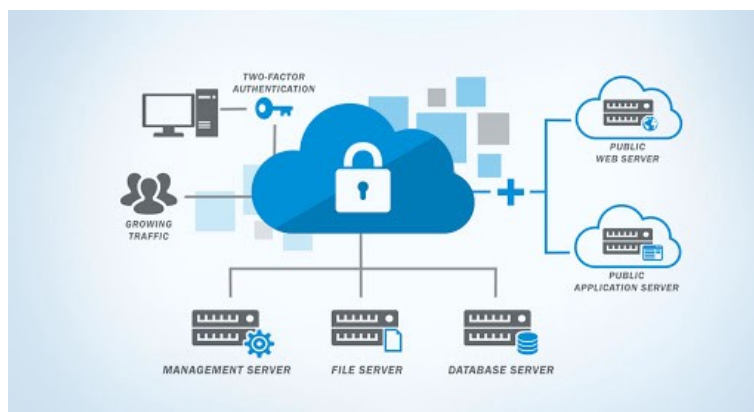 TWO-FACTOR
AUTHENTICATION
GROWING
TRAFFIC
PUBLIC
WEB SERVER
PUBLIC
APPLICATION SERVER
MANAGEMENT SERVER
FILE SERVER
DATABASE SERVER